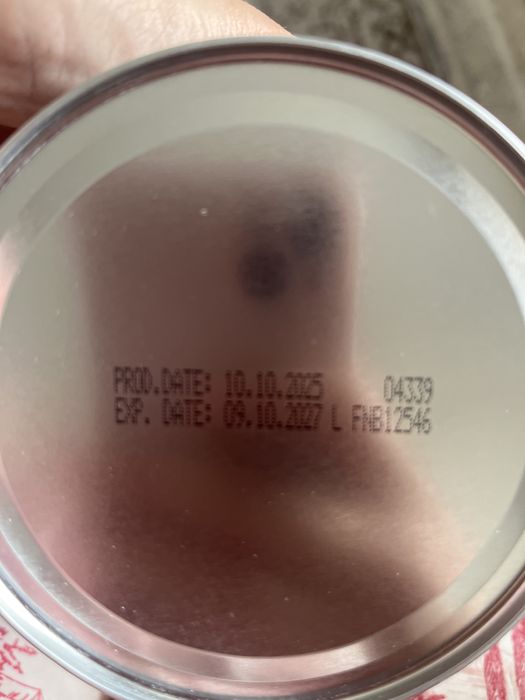 PROD.DATE: 10.10.2025 04339
EXP. DATE: 09.10.2027 L FNB12546